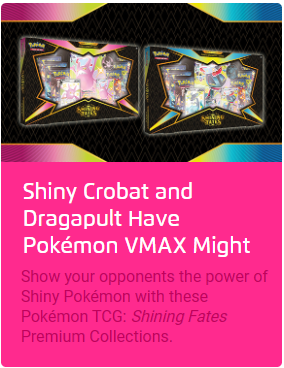 Shiny Crobat and
Dragapult Have
Pokémon VMAX Might
Show your opponents the power of
Shiny Pokémon with these
Pokémon TCG: Shining Fates
Premium Collections.